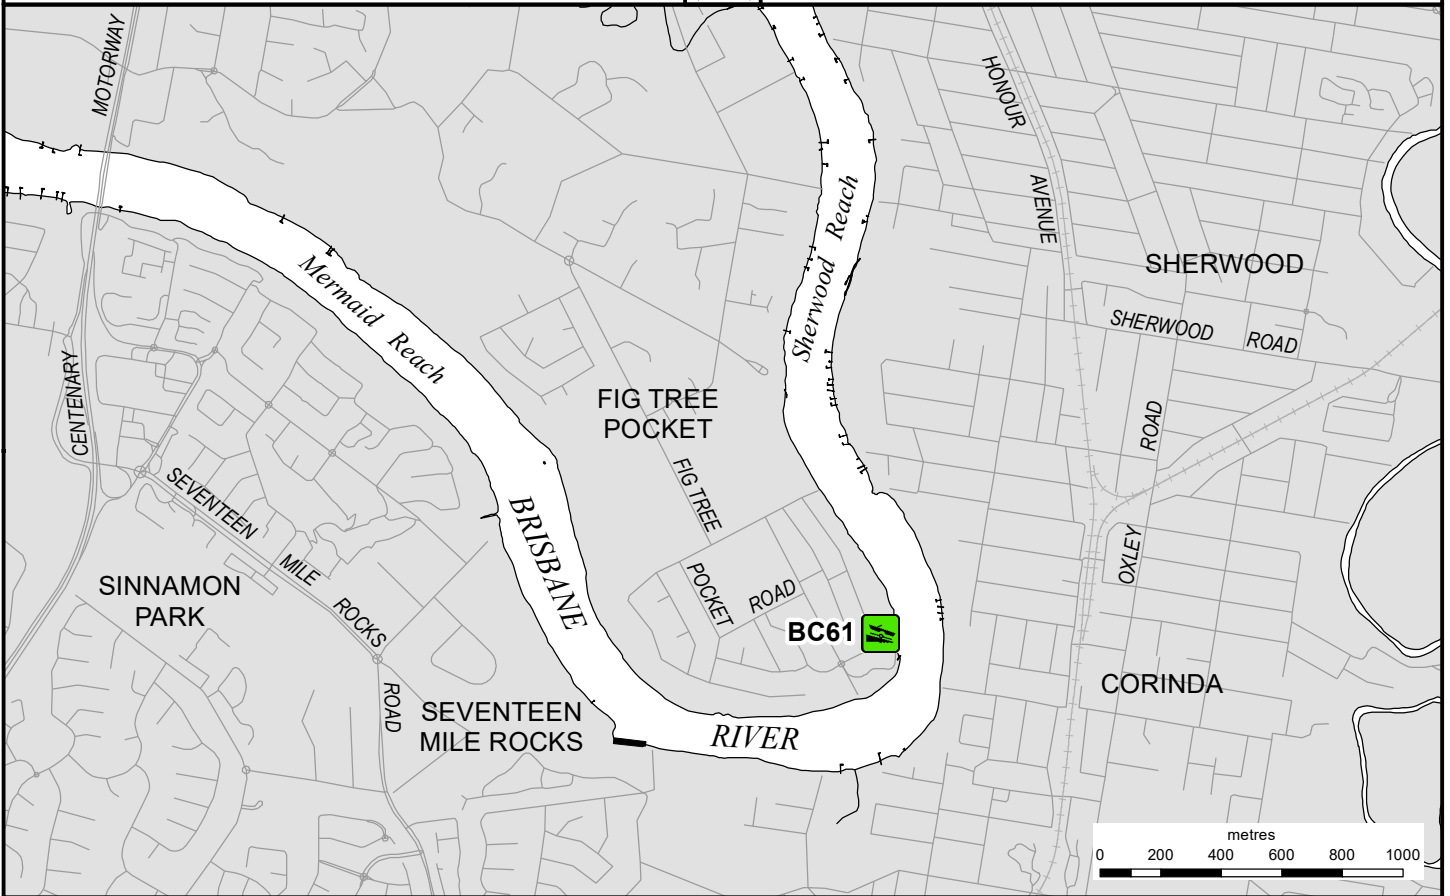 MOTORWAY
HONOUR
AVENUE
Sherwood Reach
SHERWOOD
Mermaid Reach
SHERWOOD ROAD
CENTENARY
FIG TREE
POCKET
ROAD
FIG TREE
SEVENTEEN
BRISBANE
OXLEY
MILE
SINNAMON
PARK
POCKET
ROAD
ROCKS
BC61
CORINDA
ROAD
SEVENTEEN
MILE ROCKS
RIVER
metres
0 200 400 600 800 1000